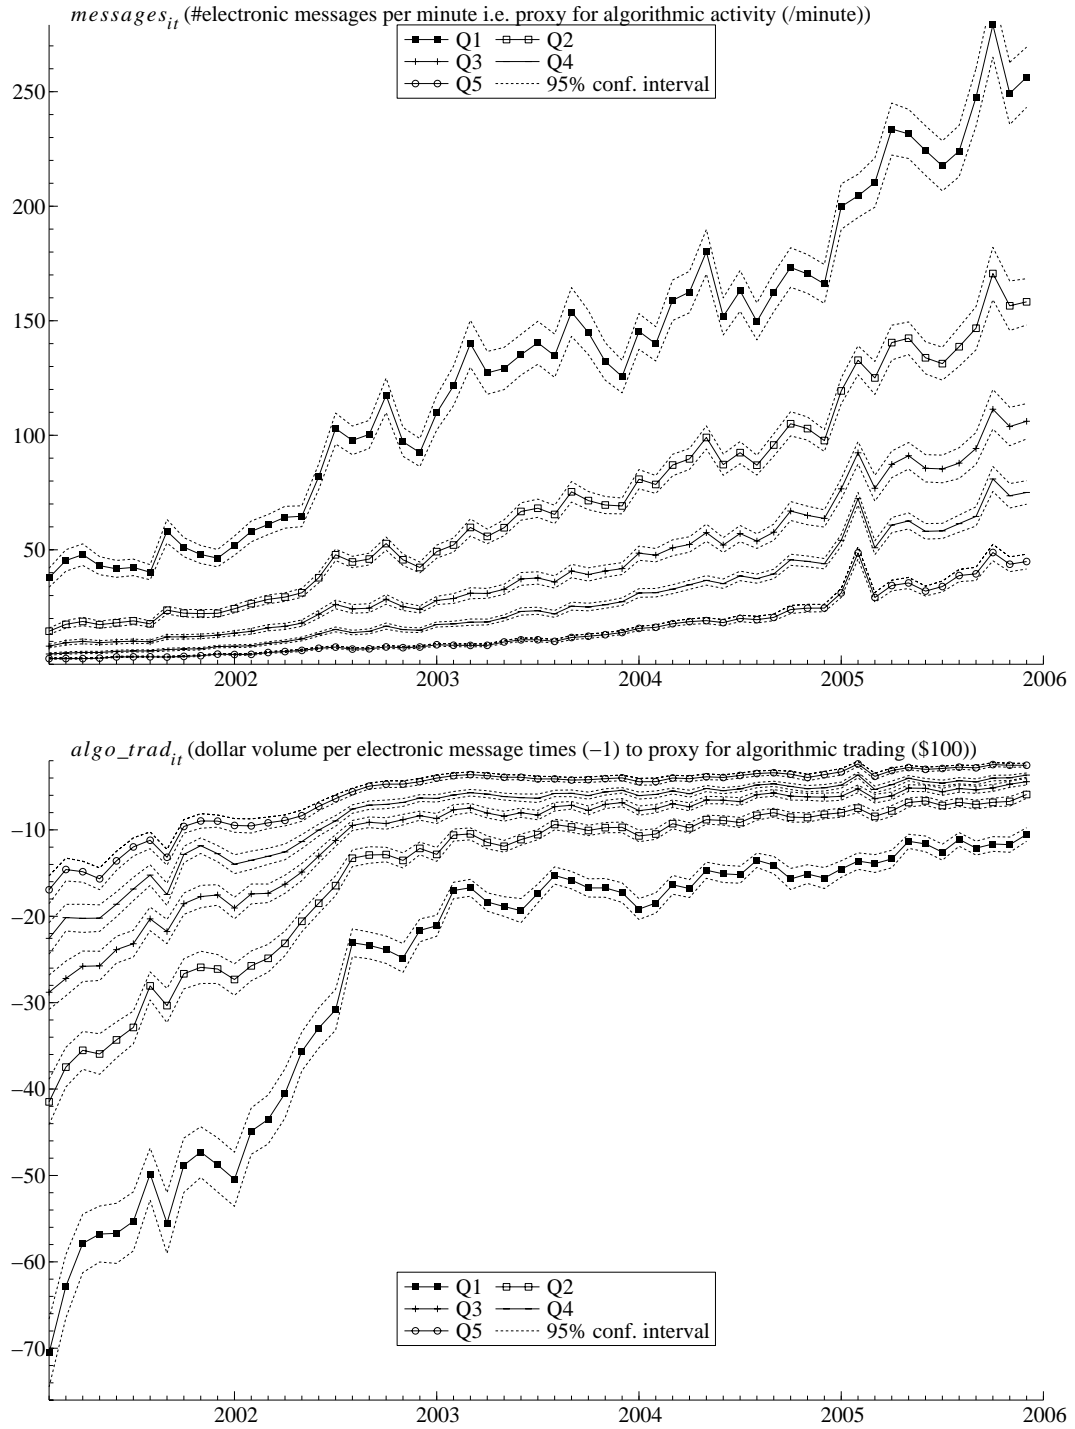 messages_it (#electronic messages per minute i.e. proxy for algorithmic activity (/minute))
Q1 Q2
Q3 Q4
Q5 95% conf. interval
250
200
150
100
50
2002 2003 2004 2005 2006
algo_trad_it (dollar volume per electronic message times (−1) to proxy for algorithmic trading ($100))
−10
−20
−30
−40
−50
−60
−70
Q1 Q2
Q3 Q4
Q5 95% conf. interval
2002 2003 2004 2005 2006